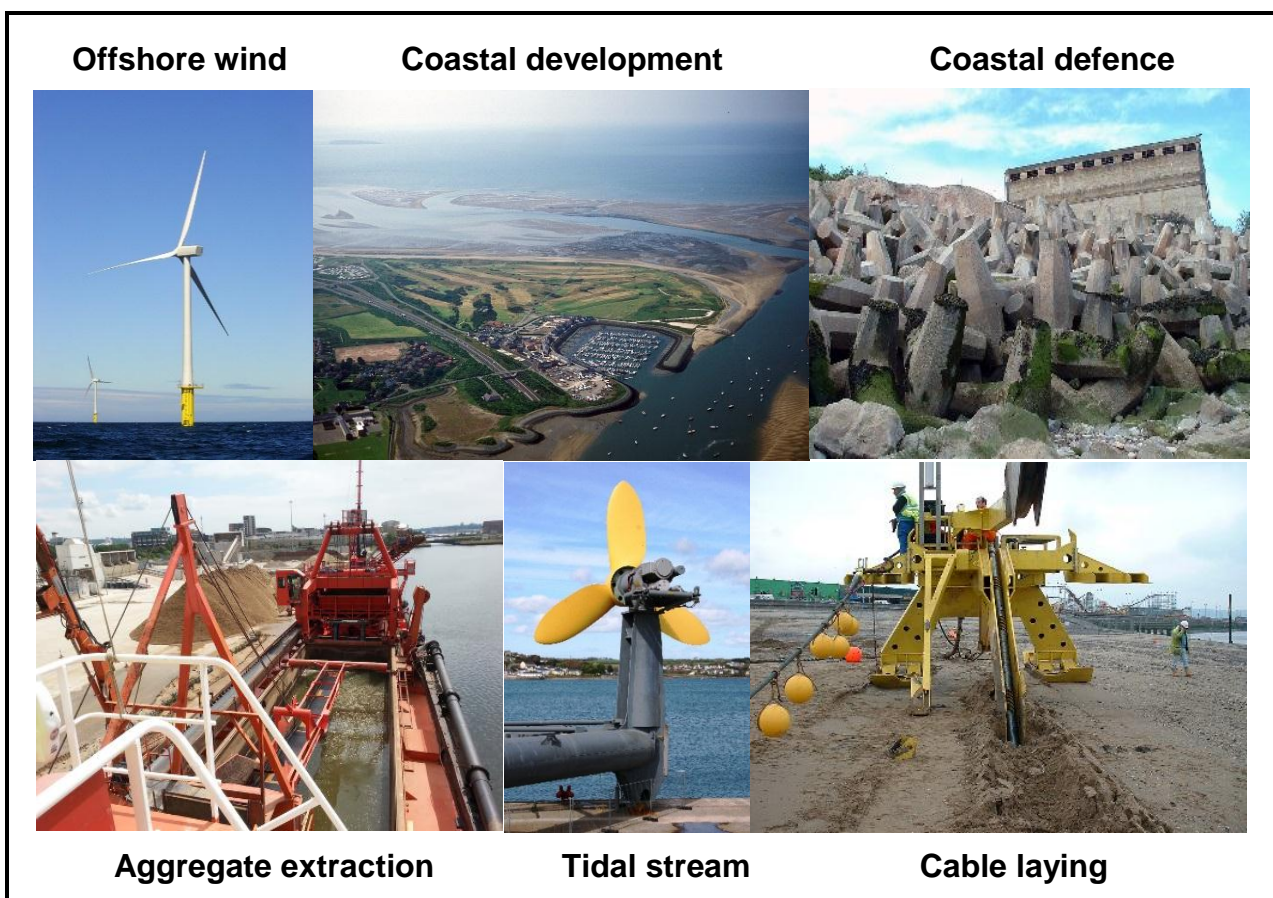 Offshore wind
Coastal development
Coastal defence
Aggregate extraction
Tidal stream
Cable laying